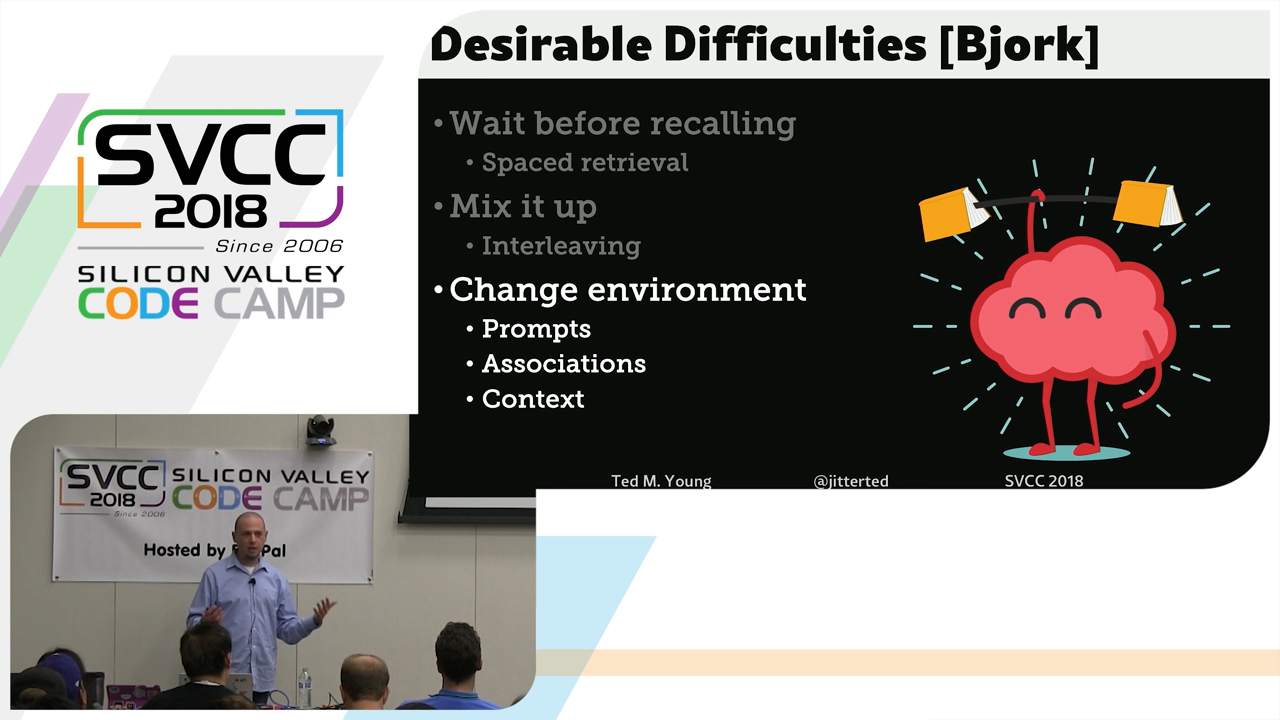 SVCC
2018
Since 2006
SILICON VALLEY
CODE CAMP
Desirable Difficulties [Bjork]
• Wait before recalling
• Spaced retrieval
• Mix it up
• Interleaving
• Change environment
• Prompts
• Associations
• Context
Ted M. Young @jitterted SVCC 2018
SVCC
2018
Since 2006
SILICON VALLEY
CODE CAMP
Hosted by Pal